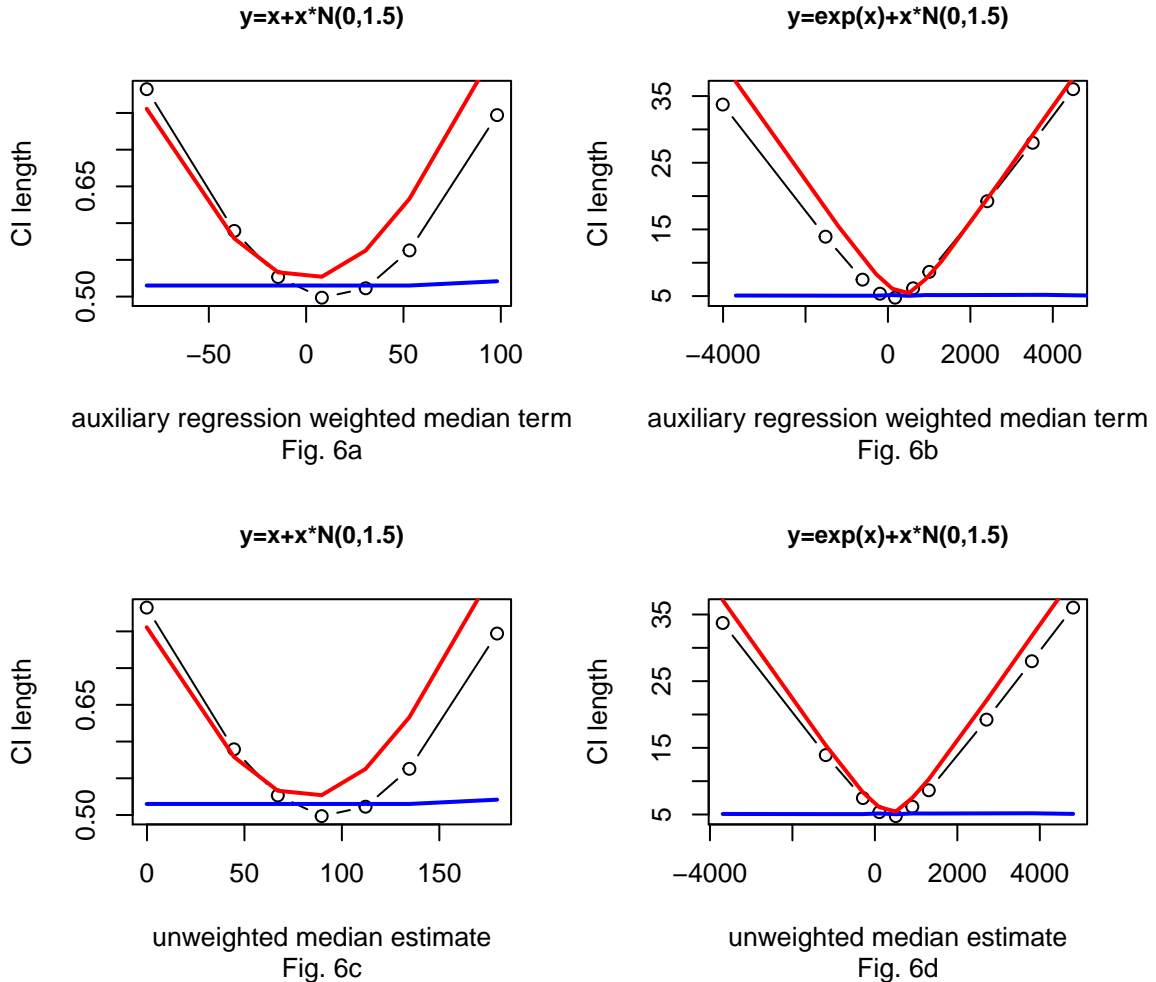 y=x+x*N(0,1.5)
CI length
0.50
0.65
−50
0
50
100
auxiliary regression weighted median term
Fig. 6a
y=exp(x)+x*N(0,1.5)
CI length
5
15
25
35
−4000
0
2000
4000
auxiliary regression weighted median term
Fig. 6b
y=x+x*N(0,1.5)
CI length
0.50
0.65
0
50
100
150
unweighted median estimate
Fig. 6c
y=exp(x)+x*N(0,1.5)
CI length
5
15
25
35
−4000
0
2000
4000
unweighted median estimate
Fig. 6d